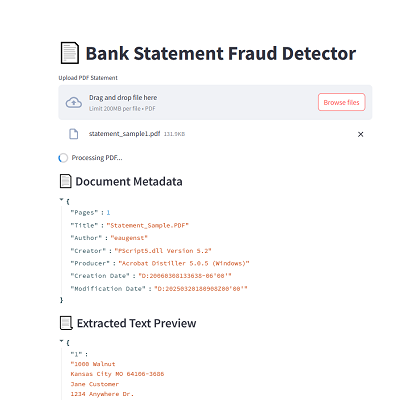 Bank Statement Fraud Detector
Upload PDF Statement
Drag and drop file here
Limit 200MB per file • PDF
Browse files
statement_sample1.pdf 131.9KB
Processing PDF...
Document Metadata
{
"Pages" : 1
"Title" : "Statement_Sample.PDF"
"Author" : "eaugenst"
"Creator" : "PScript5.dll Version 5.2"
"Producer" : "Acrobat Distiller 5.0.5 (Windows)"
"Creation Date" : "D:20060308133638-06'00'"
"Modification Date" : "D:20250320180908Z00'00'"
}
Extracted Text Preview
{
"1" :
"1000 Walnut
Kansas City MO 64106-3686
Jane Customer
1234 Anywhere Dr.